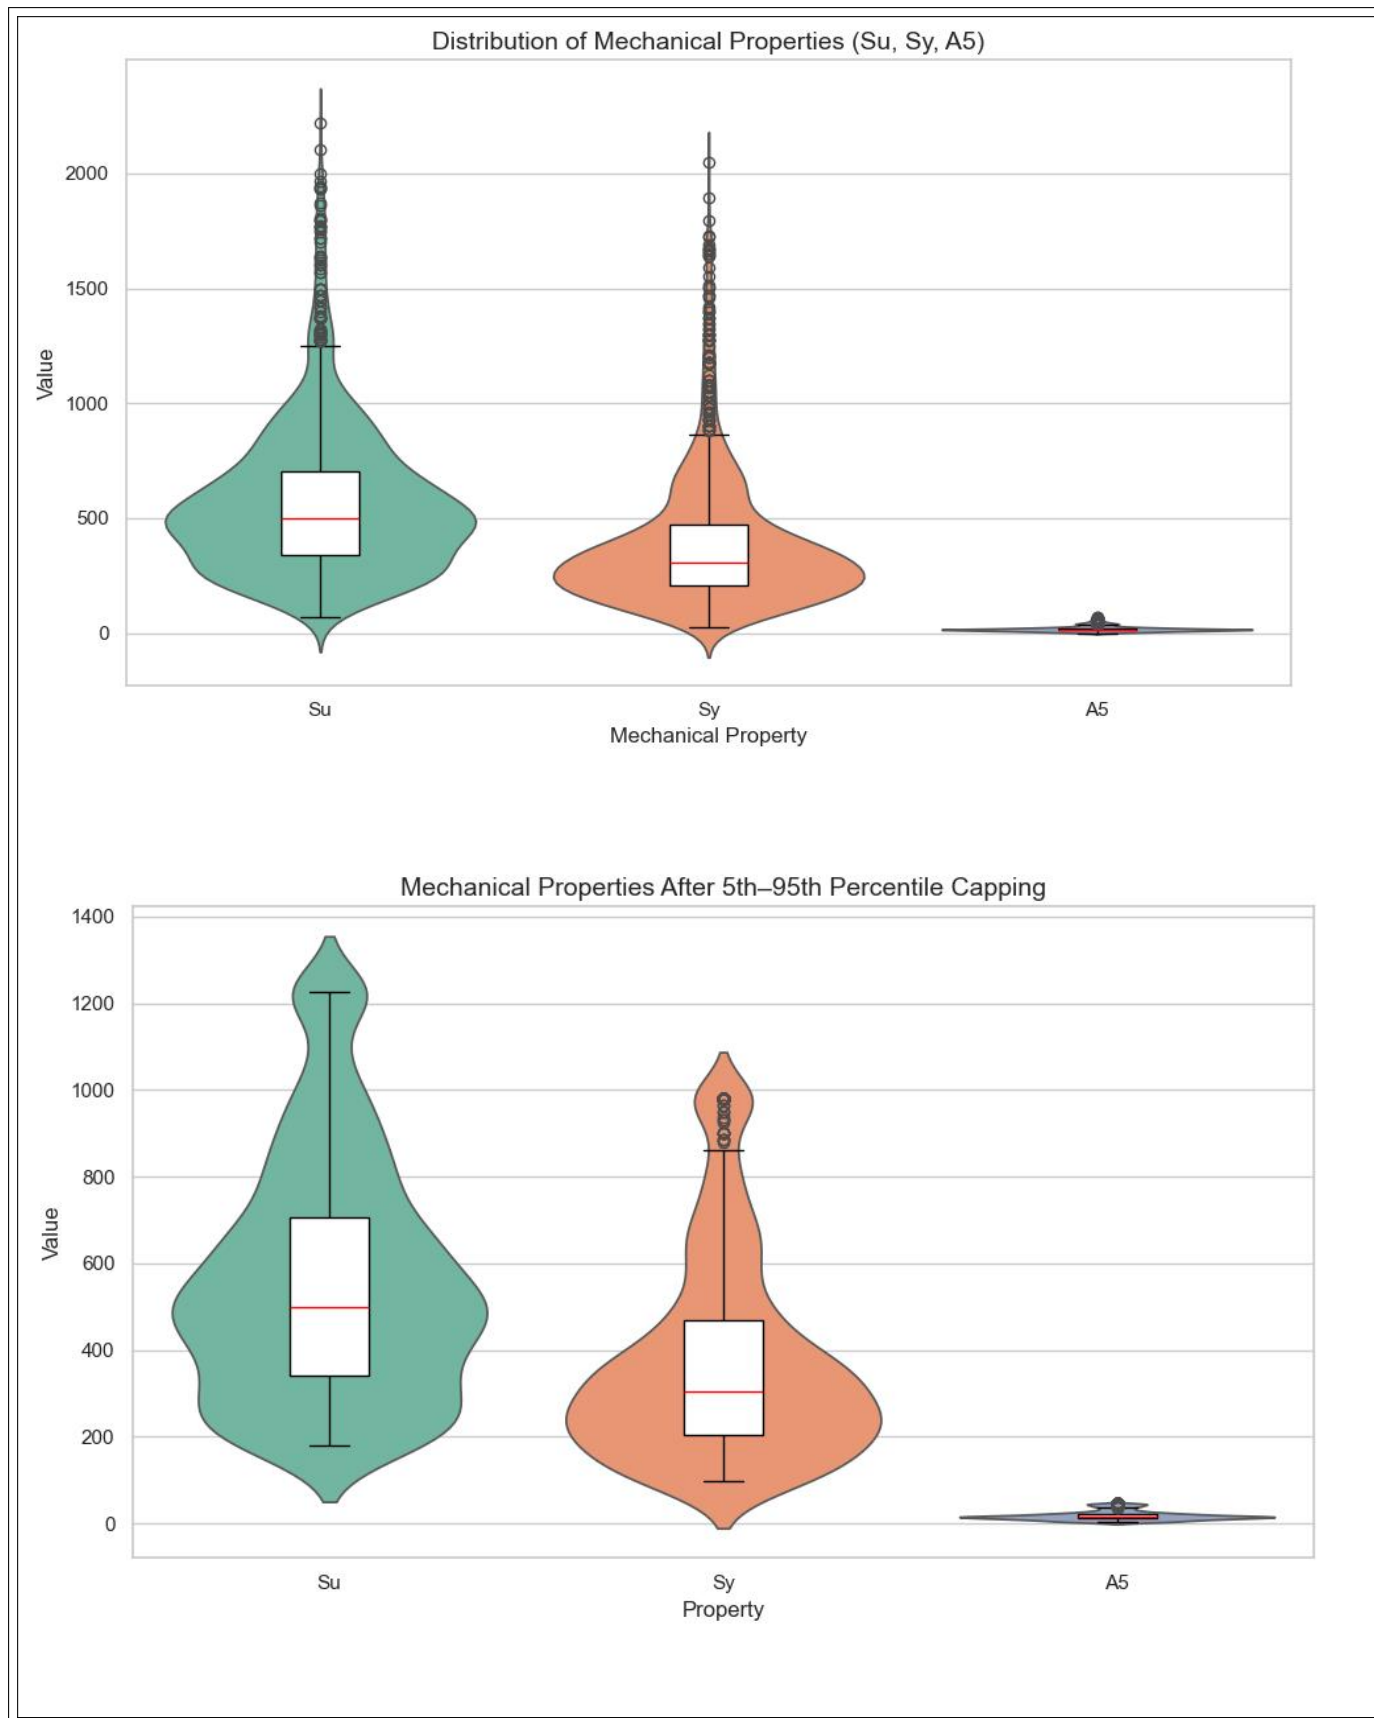 Distribution of Mechanical Properties (Su, Sy, A5)
2000
1500
1000
500
0
Value
Su
Sy
A5
Mechanical Property
Mechanical Properties After 5th–95th Percentile Capping
1400
1200
1000
800
600
400
200
0
Value
Su
Sy
A5
Property